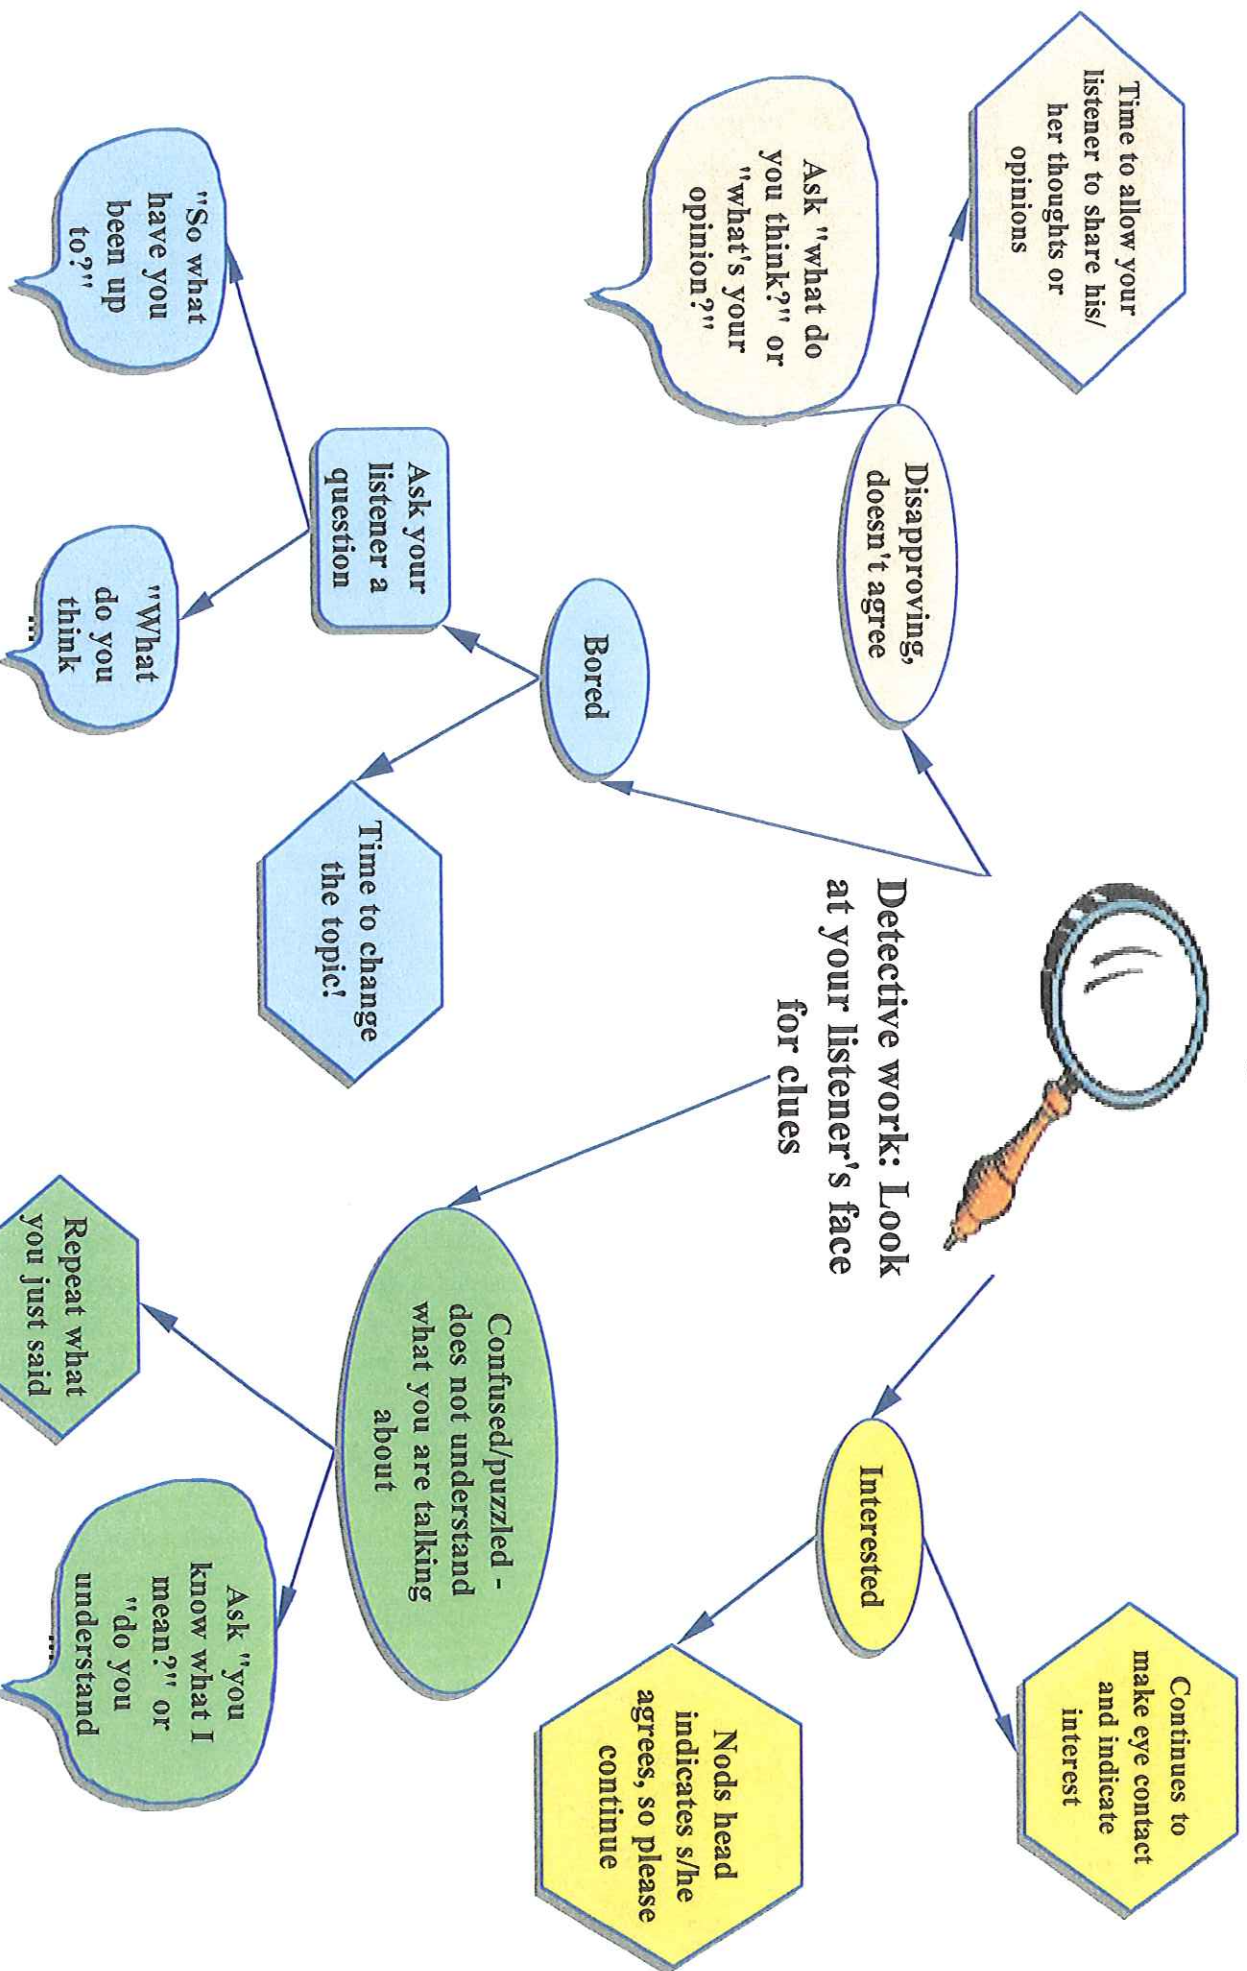 Detective work: Look
at your listener's face
for clues
Disapproving,
doesn't agree
Time to allow your
listener to share his/
her thoughts or
opinions
Ask "what do
you think?" or
"what's your
opinion?"
Bored
Ask your
listener a
question
"So what
have you
been up
to?"
"What
do you
think
Time to change
the topic!
Confused/puzzled -
does not understand
what you are talking
about
Repeat what
you just said
Ask "you
know what I
mean?" or
"do you
understand
Interested
Continues to
make eye contact
and indicate
interest
Nods head
indicates s/he
agrees, so please
continue